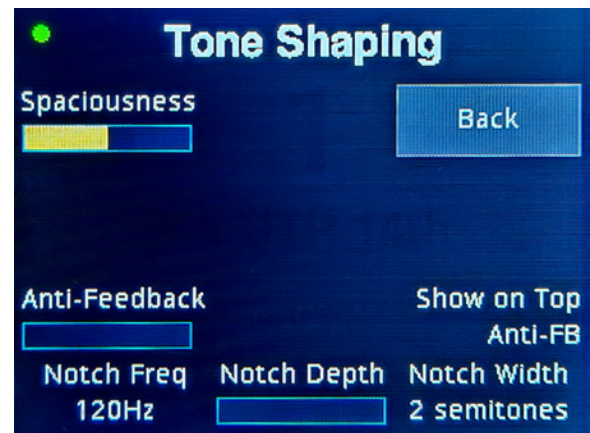 Tone Shaping
Spaciousness
Back
Anti-Feedback
Show on Top
Anti-FB
Notch Freq
Notch Depth
Notch Width
120Hz
2 semitones